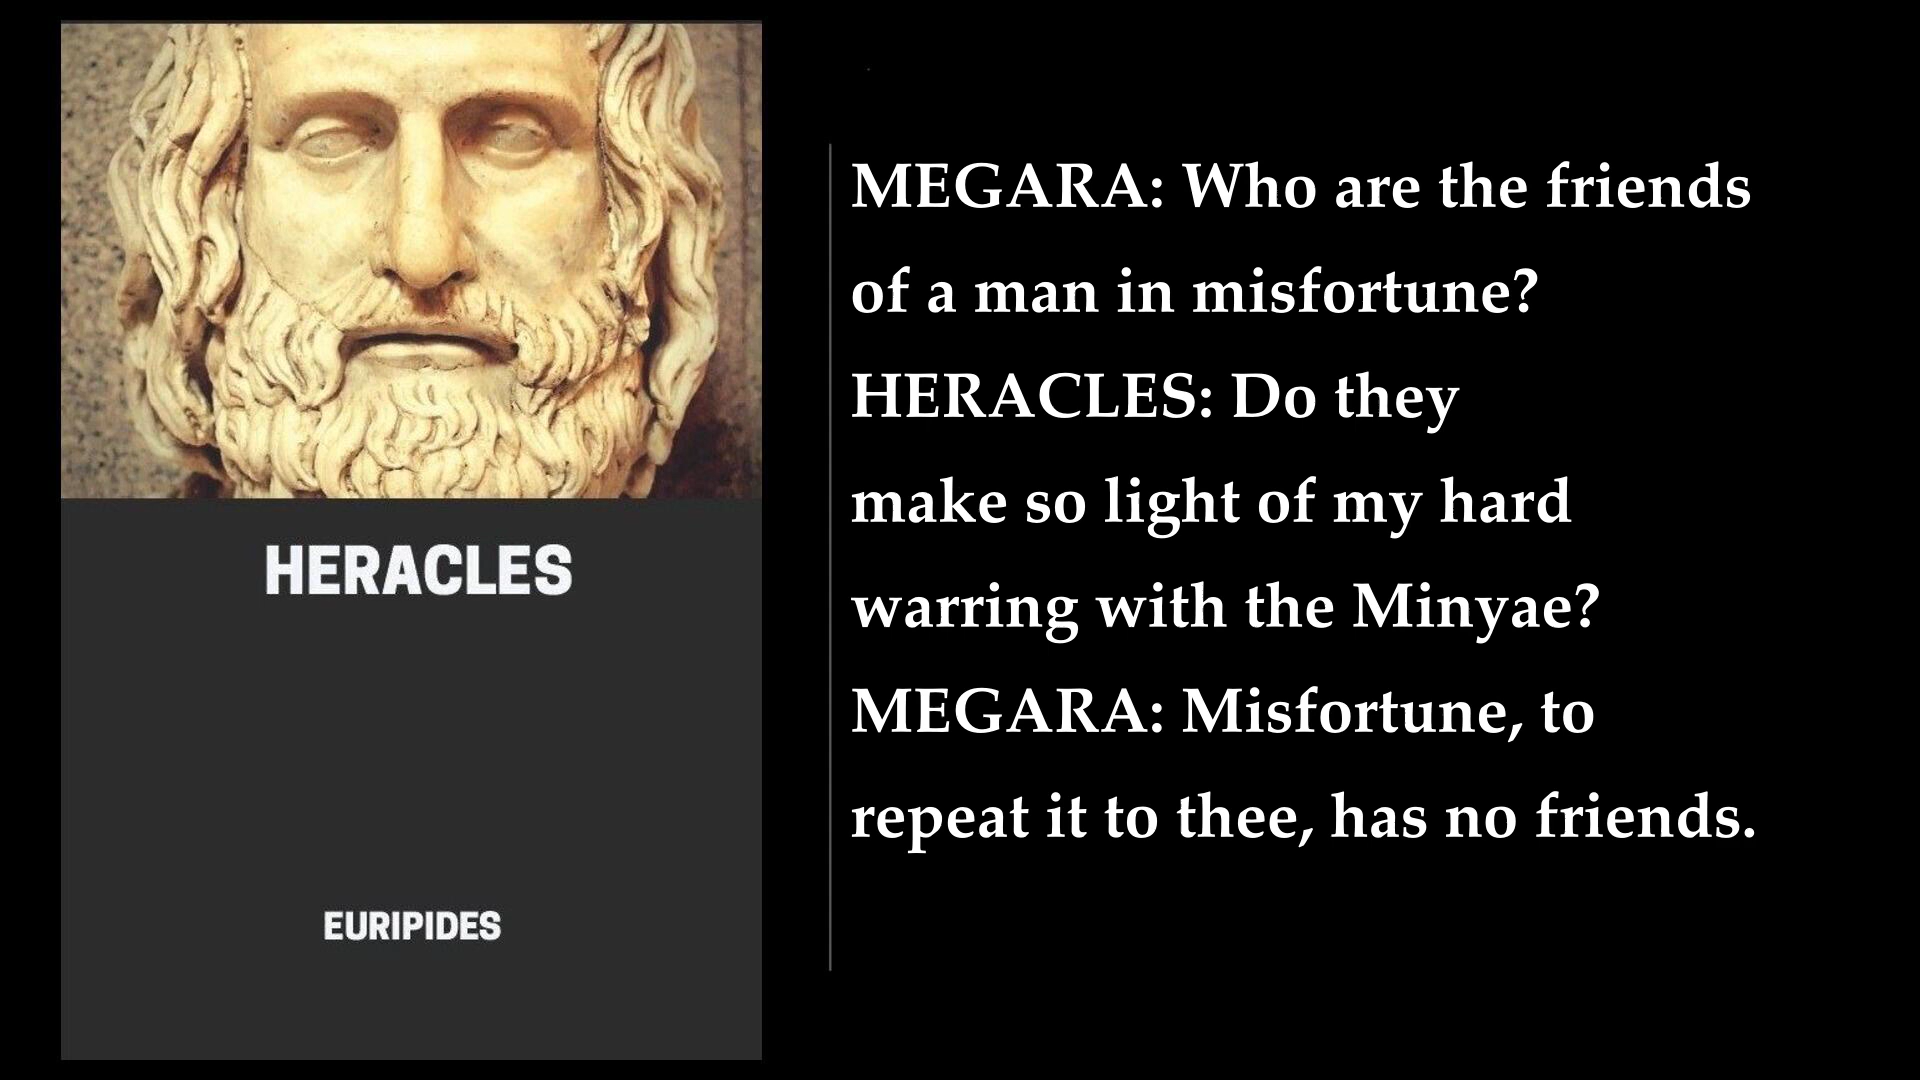 HERACLES
EURIPIDES
MEGARA: Who are the friends
of a man in misfortune?
HERACLES: Do they
make so light of my hard
warring with the Minyae?
MEGARA: Misfortune, to
repeat it to thee, has no friends.